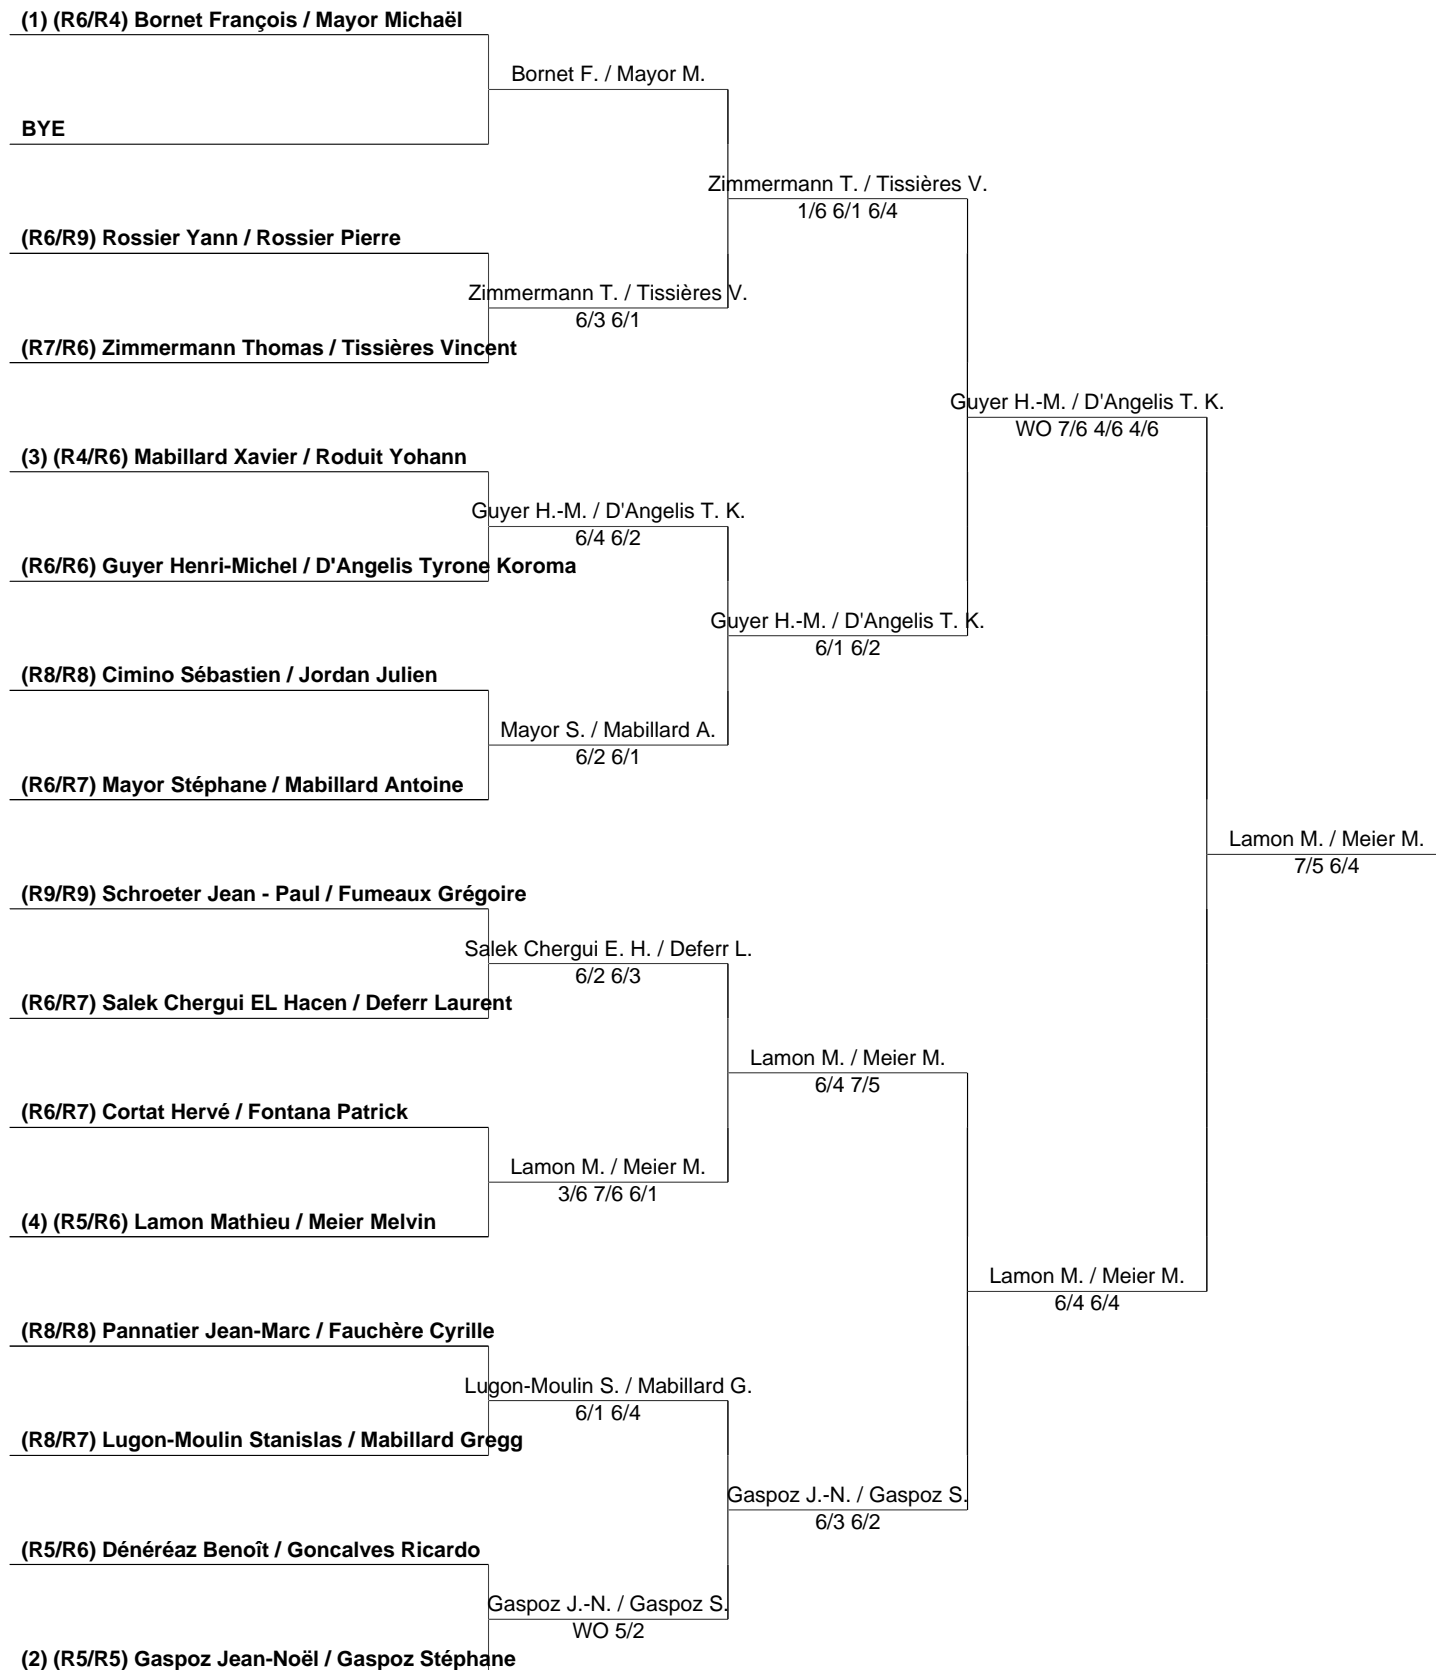 (1) (R6/R4) Bornet François / Mayor Michaël
Bornet F. / Mayor M.
BYE
Zimmermann T. / Tissières V.
1/6 6/1 6/4
(R6/R9) Rossier Yann / Rossier Pierre
Zimmermann T. / Tissières V.
6/3 6/1
(R7/R6) Zimmermann Thomas / Tissières Vincent
Guyer H.-M. / D'Angelis T. K.
WO 7/6 4/6 4/6
(3) (R4/R6) Mabillard Xavier / Roduit Yohann
Guyer H.-M. / D'Angelis T. K.
6/4 6/2
(R6/R6) Guyer Henri-Michel / D'Angelis Tyrone Koroma
Guyer H.-M. / D'Angelis T. K.
6/1 6/2
(R8/R8) Cimino Sébastien / Jordan Julien
Mayor S. / Mabillard A.
6/2 6/1
(R6/R7) Mayor Stéphane / Mabillard Antoine
Lamon M. / Meier M.
7/5 6/4
(R9/R9) Schroeter Jean - Paul / Fumeaux Grégoire
Salek Chergui E. H. / Deferr L.
6/2 6/3
(R6/R7) Salek Chergui EL Hacen / Deferr Laurent
Lamon M. / Meier M.
6/4 7/5
(R6/R7) Cortat Hervé / Fontana Patrick
Lamon M. / Meier M.
3/6 7/6 6/1
(4) (R5/R6) Lamon Mathieu / Meier Melvin
Lamon M. / Meier M.
6/4 6/4
(R8/R8) Pannatier Jean-Marc / Fauchère Cyrille
Lugon-Moulin S. / Mabillard G.
6/1 6/4
(R8/R7) Lugon-Moulin Stanislas / Mabillard Gregg
Gaspoz J.-N. / Gaspoz S.
6/3 6/2
(R5/R6) Dénéréaz Benoît / Goncalves Ricardo
Gaspoz J.-N. / Gaspoz S.
WO 5/2
(2) (R5/R5) Gaspoz Jean-Noël / Gaspoz Stéphane